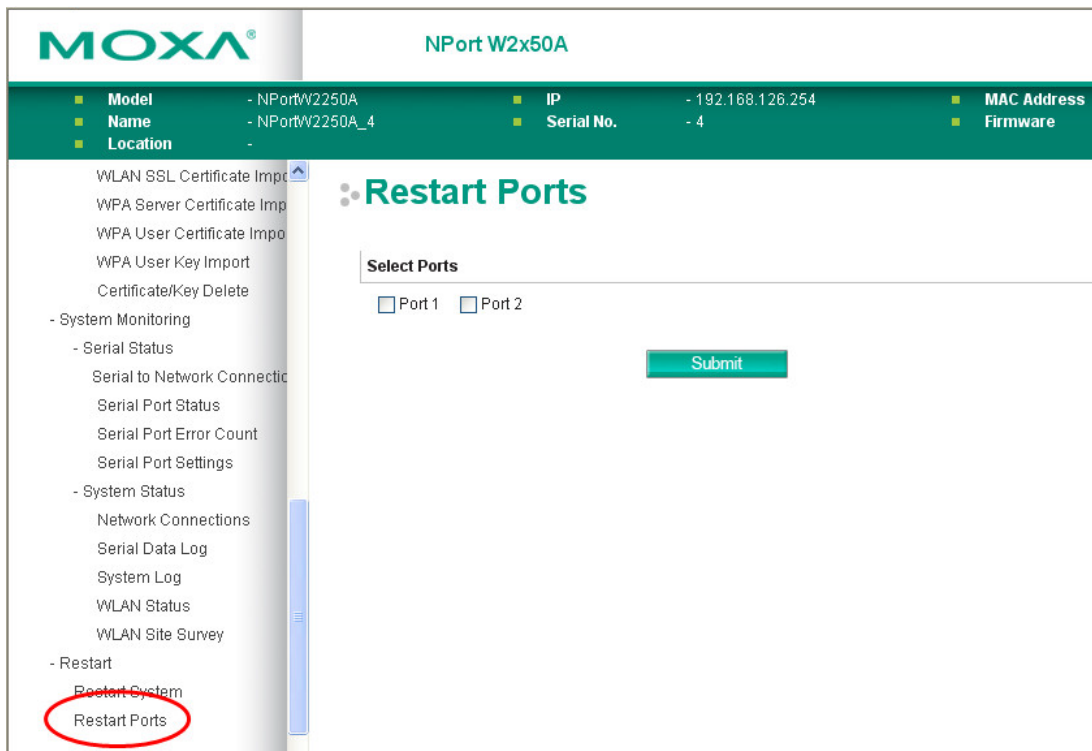 MOXA®
NPort W2x50A
Model - NPortW2250A IP - 192.168.126.254 MAC Address
Name - NPortW2250A_4 Serial No. - 4 Firmware
Location -
WLAN SSL Certificate Impo
WPA Server Certificate Imp
WPA User Certificate Impo
WPA User Key Import
Certificate/Key Delete
- System Monitoring
- Serial Status
Serial to Network Connectio
Serial Port Status
Serial Port Error Count
Serial Port Settings
- System Status
Network Connections
Serial Data Log
System Log
WLAN Status
WLAN Site Survey
- Restart
Restart System
Restart Ports
Restart Ports
Select Ports
Port 1 Port 2
Submit